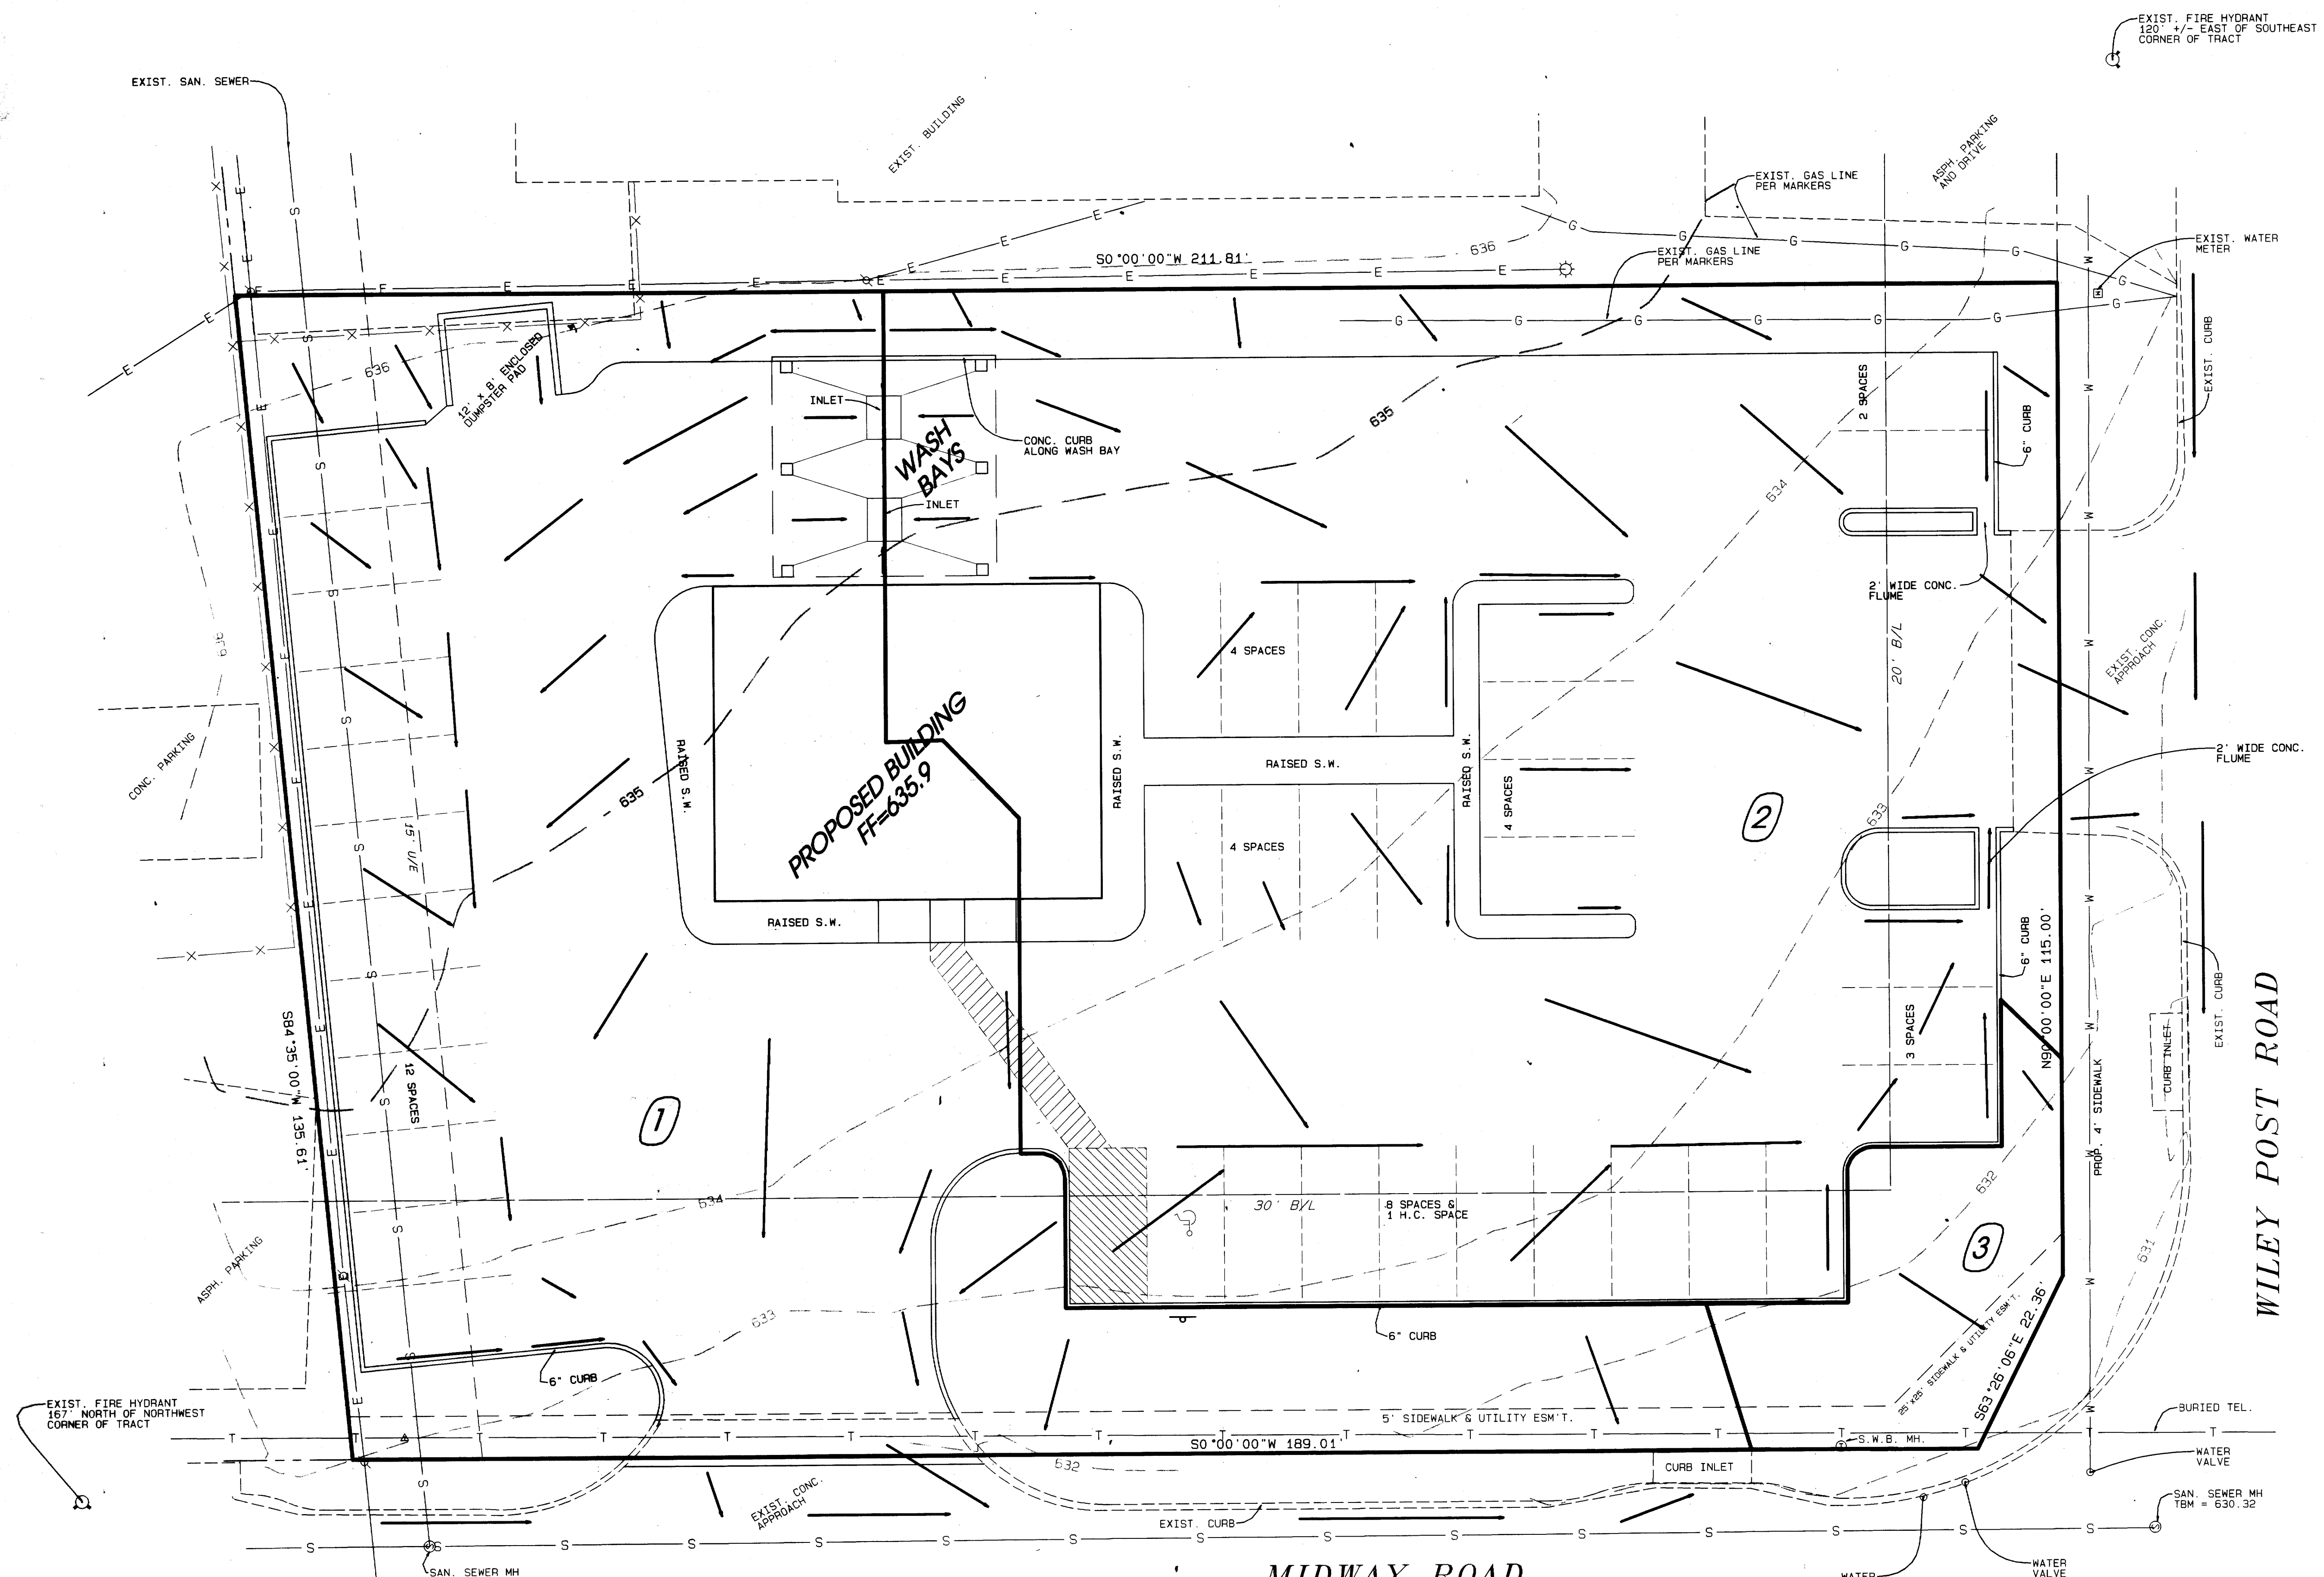 EXIST. FIRE HYDRANT
120' +/- EAST OF SOUTHEAST
CORNER OF TRACT
EXIST. SAN. SEWER
EXIST. BUILDING
ASPH. PARKING
AND DRIVE
EXIST. GAS LINE
PER MARKERS
EXIST. GAS LINE
PER MARKERS
EXIST. WATER
METER
S0°00'00"W 211.81'
636
636
12' x 8' ENCLOSED
DUMPSTER PAD
INLET
WASH
BAYS
CONC. CURB
ALONG WASH BAY
INLET
635
2 SPACES
6" CURB
EXIST. CURB
634
2' WIDE CONC.
FLUME
20' B/L
EXIST. CONC.
APPROACH
636
CONC. PARKING
4 SPACES
RAISED S.W.
PROPOSED BUILDING
FF=635.9
RAISED S.W.
RAISED S.W.
RAISED S.W.
4 SPACES
2' WIDE CONC.
FLUME
635
15' U/E
4 SPACES
2
633
RAISED S.W.
6" CURB
N90°00'00"E 115.00'
EXIST. CURB
WILEY POST ROAD
S84°35'00"W 135.61'
12 SPACES
1
3 SPACES
PROP. 4' SIDEWALK
CURB INLET
634
30' B/L
8 SPACES &
1 H.C. SPACE
632
3
631
ASPH. PARKING
633
6" CURB
6" CURB
25'x25' SIDEWALK & UTILITY ESM'T.
S63°26'06"E 22.36'
EXIST. FIRE HYDRANT
167' NORTH OF NORTHWEST
CORNER OF TRACT
5' SIDEWALK & UTILITY ESM'T.
BURIED TEL.
S0°00'00"W 189.01'
S.W.B. MH.
632
CURB INLET
WATER
VALVE
EXIST. CONC.
APPROACH
EXIST. CURB
SAN. SEWER MH
TBM = 630.32
SAN. SEWER MH
MIDWAY ROAD
WATER
WATER
VALVE